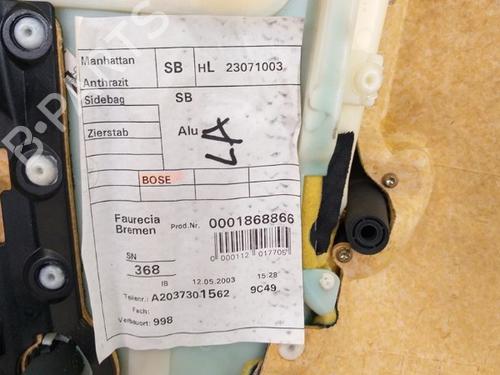 Manhattan SB HL 23071003
Anthrazit
Sidebag SB
Zierstab Alu
LA
BOSE
Faurecia Prod.Nr. 0001868866
Bremen
0 000112 017705
SN
368
IB 12.05.2003 15:28
Teilenr.: A2037301562 9C49
Fach:
Verbauort: 998
B-PARTS